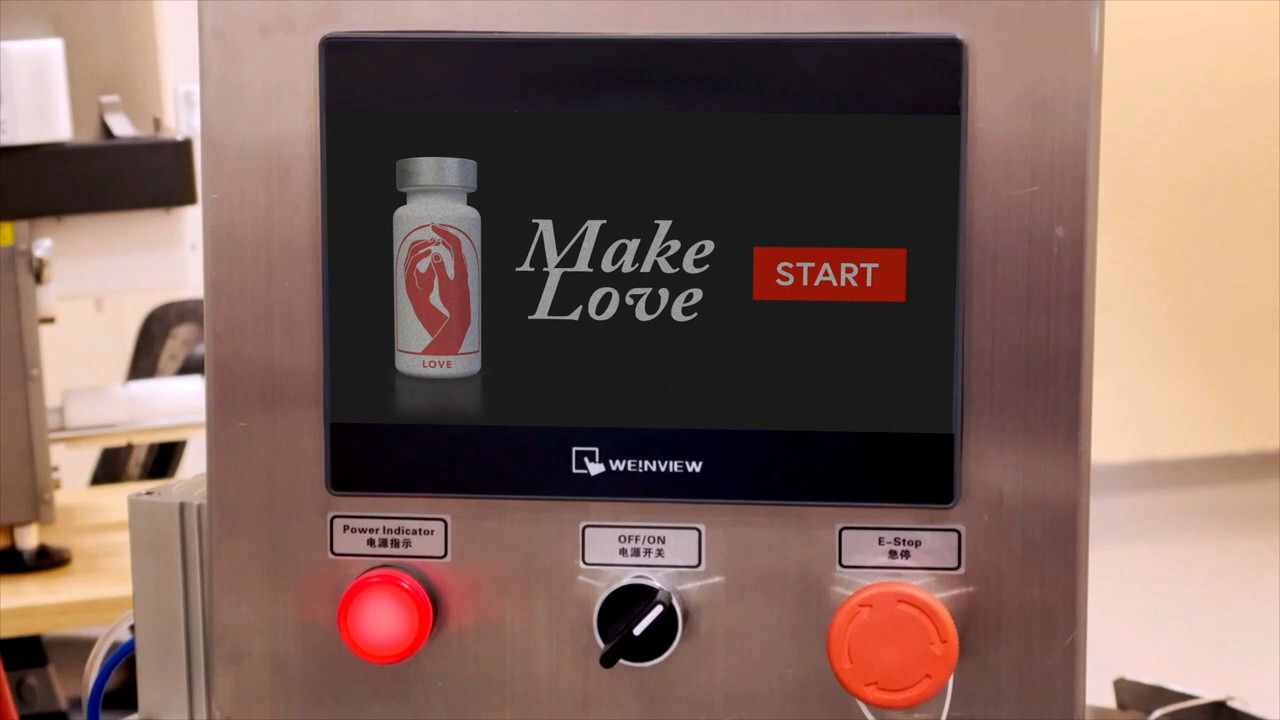 Make
Love
START
LOVE
WEINVIEW
Power Indicator
电源指示
OFF/ON
电源开关
E-Stop
急停